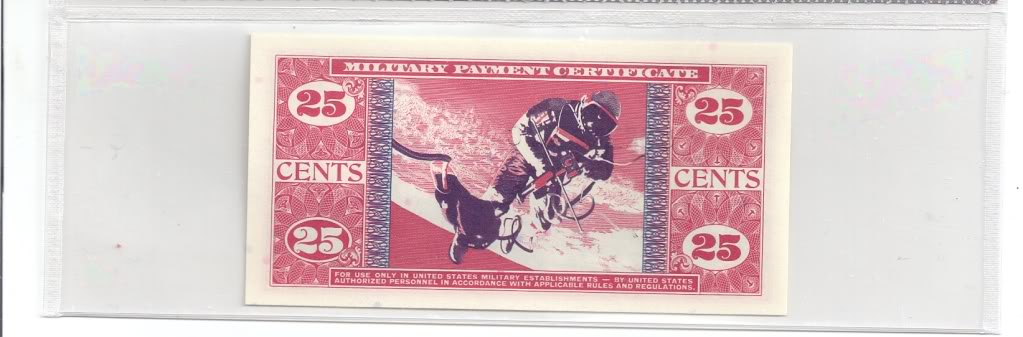 MILITARY PAYMENT CERTIFICATE
25
25
CENTS
CENTS
25
25
FOR USE ONLY IN UNITED STATES MILITARY ESTABLISHMENTS — BY UNITED STATES
AUTHORIZED PERSONNEL IN ACCORDANCE WITH APPLICABLE RULES AND REGULATIONS.